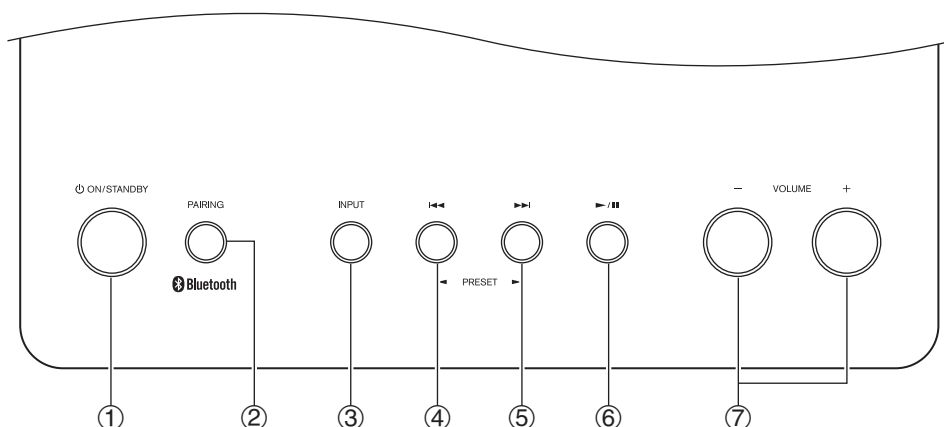 ⏻ ON/STANDBY
PAIRING
Bluetooth
INPUT
⏮
⏭
◄ PRESET ►
►/⏸
− VOLUME +
① ② ③ ④ ⑤ ⑥ ⑦